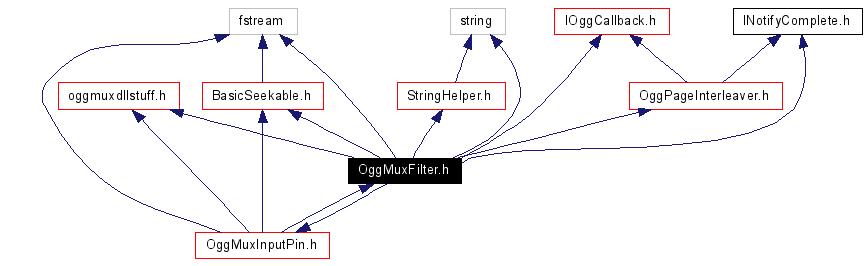 fstream
string
IOggCallback.h
INotifyComplete.h
oggmuxdllstuff.h
BasicSeekable.h
StringHelper.h
OggPageInterleaver.h
OggMuxFilter.h
OggMuxInputPin.h